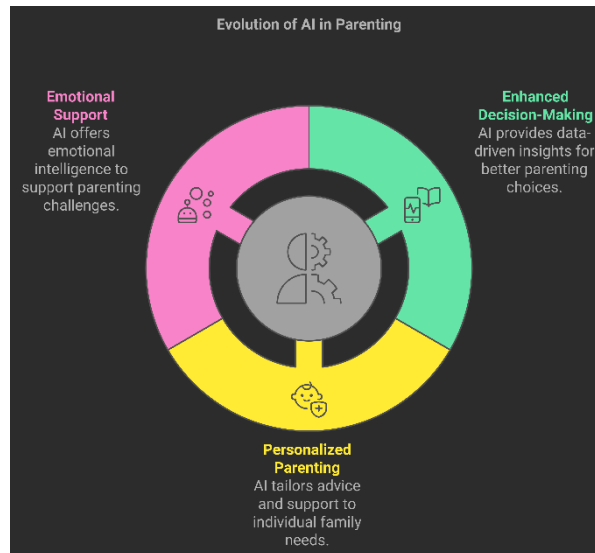 Evolution of AI in Parenting
Emotional
Support
AI offers
emotional
intelligence to
support parenting
challenges.
Enhanced
Decision-Making
AI provides data-
driven insights for
better parenting
choices.
Personalized
Parenting
AI tailors advice
and support to
individual family
needs.